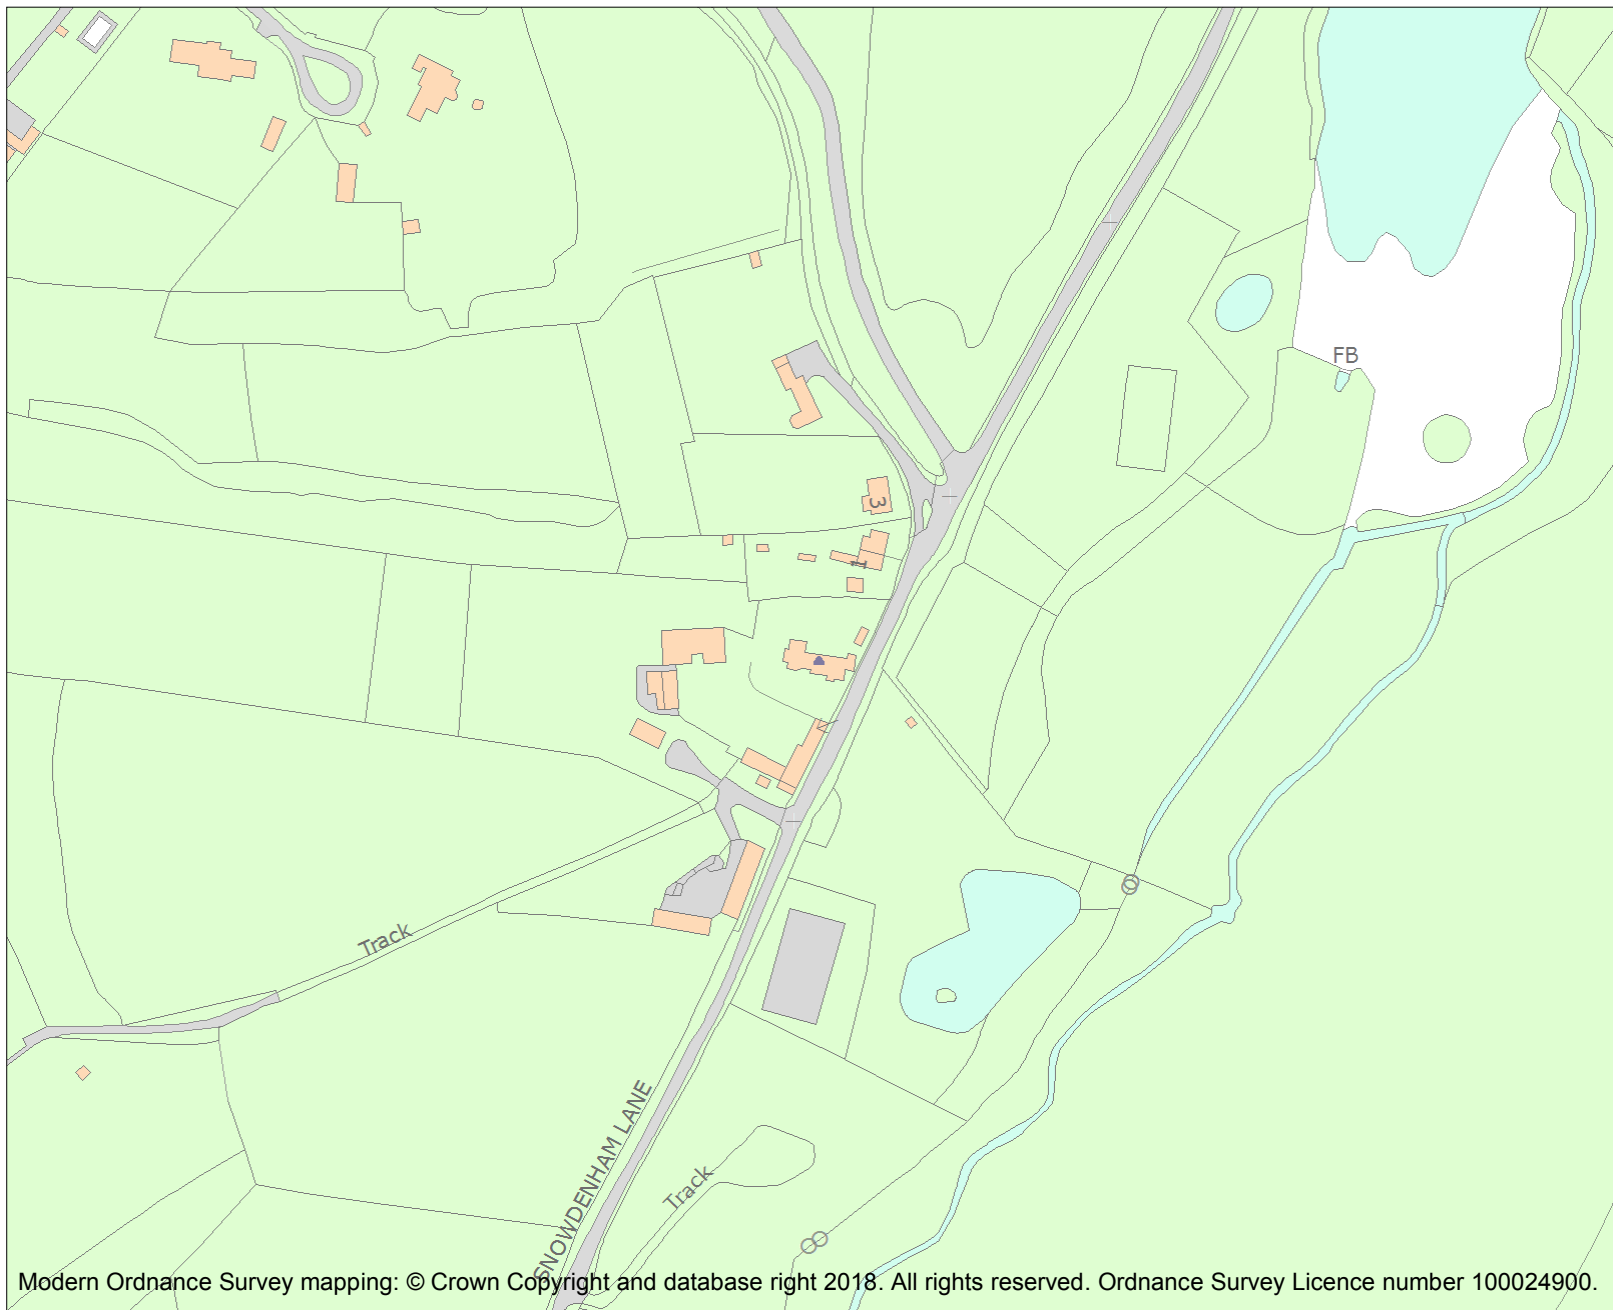 FB
3
1
Track
SNOWDENHAM LANE
Track
Modern Ordnance Survey mapping: © Crown Copyright and database right 2018. All rights reserved. Ordnance Survey Licence number 100024900.